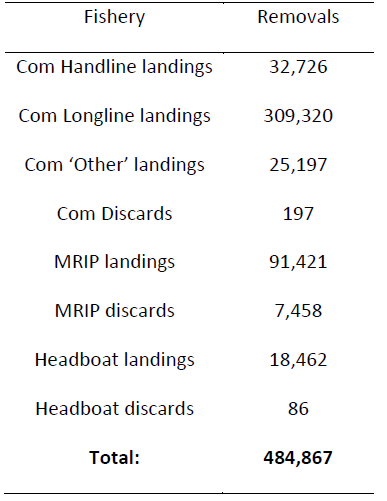 Fishery Removals
Com Handline landings 32,726
Com Longline landings 309,320
Com ‘Other’ landings 25,197
Com Discards 197
MRIP landings 91,421
MRIP discards 7,458
Headboat landings 18,462
Headboat discards 86
Total: 484,867